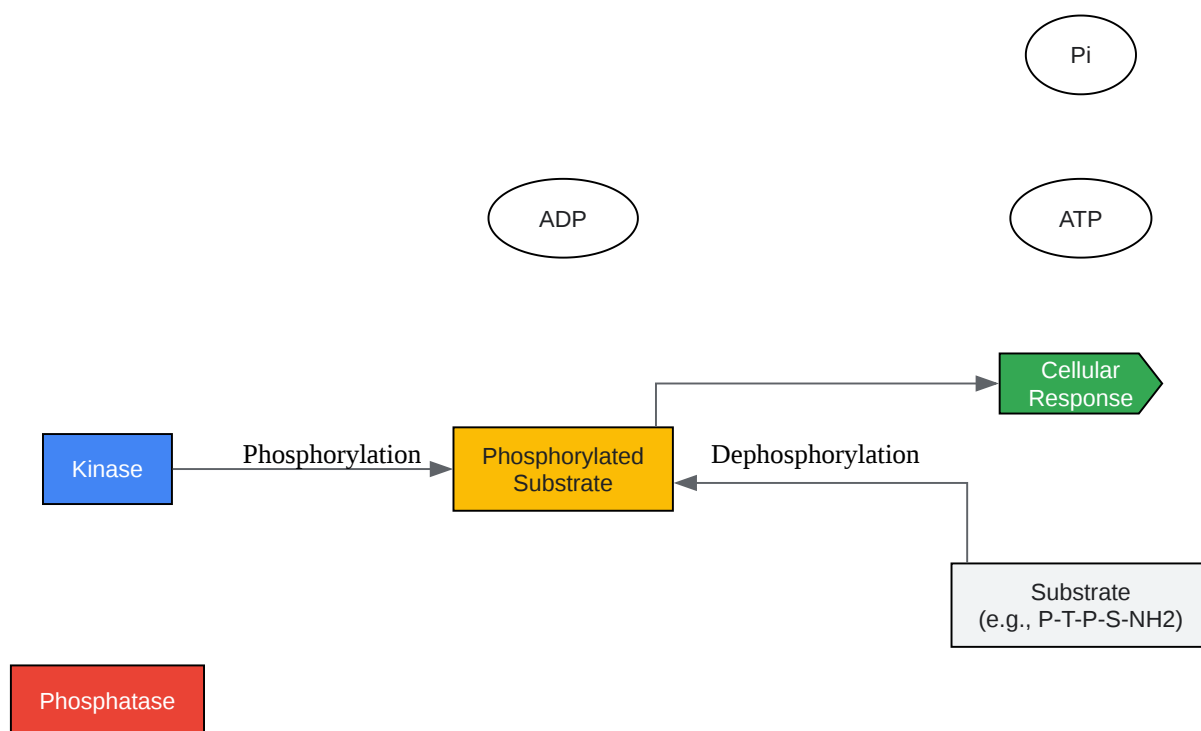 Pi
ADP
ATP
Cellular
Response
Kinase
Phosphorylation
Phosphorylated
Substrate
Dephosphorylation
Substrate
(e.g., P-T-P-S-NH2)
Phosphatase